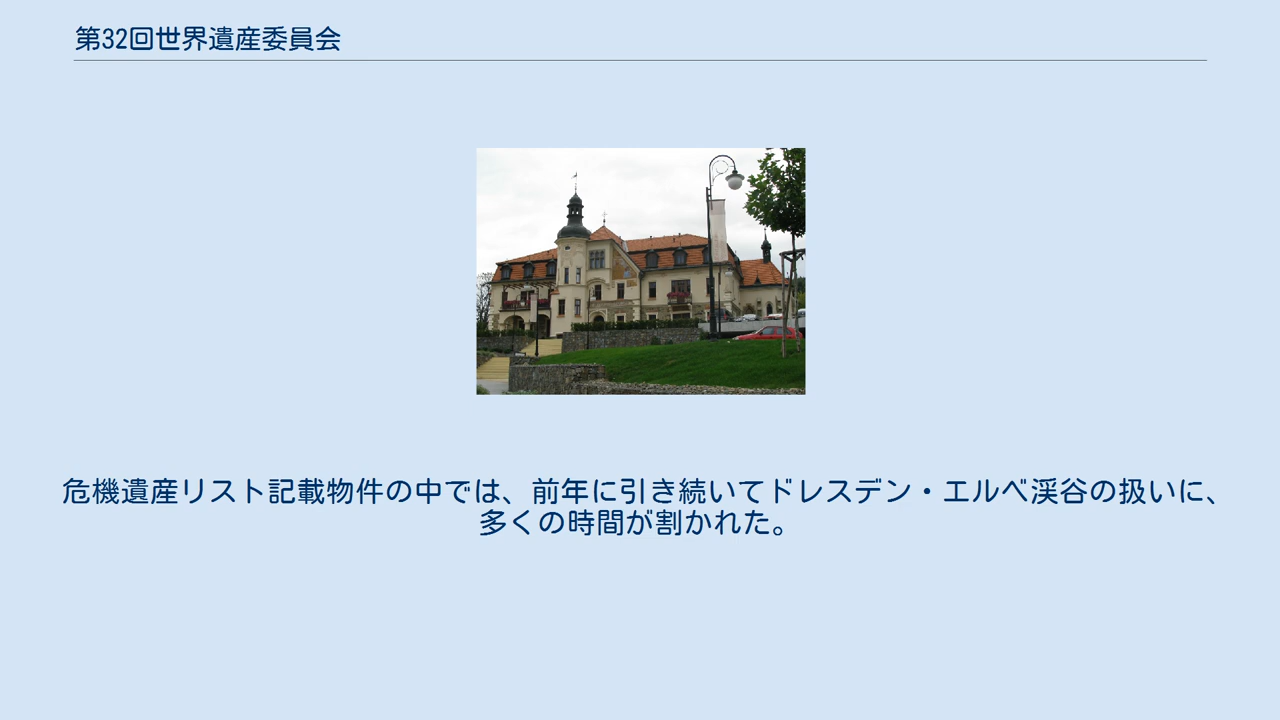 第32回世界遺産委員会
危機遺産リスト記載物件の中では、前年に引き続いてドレスデン・エルベ渓谷の扱いに、
多くの時間が割かれた。